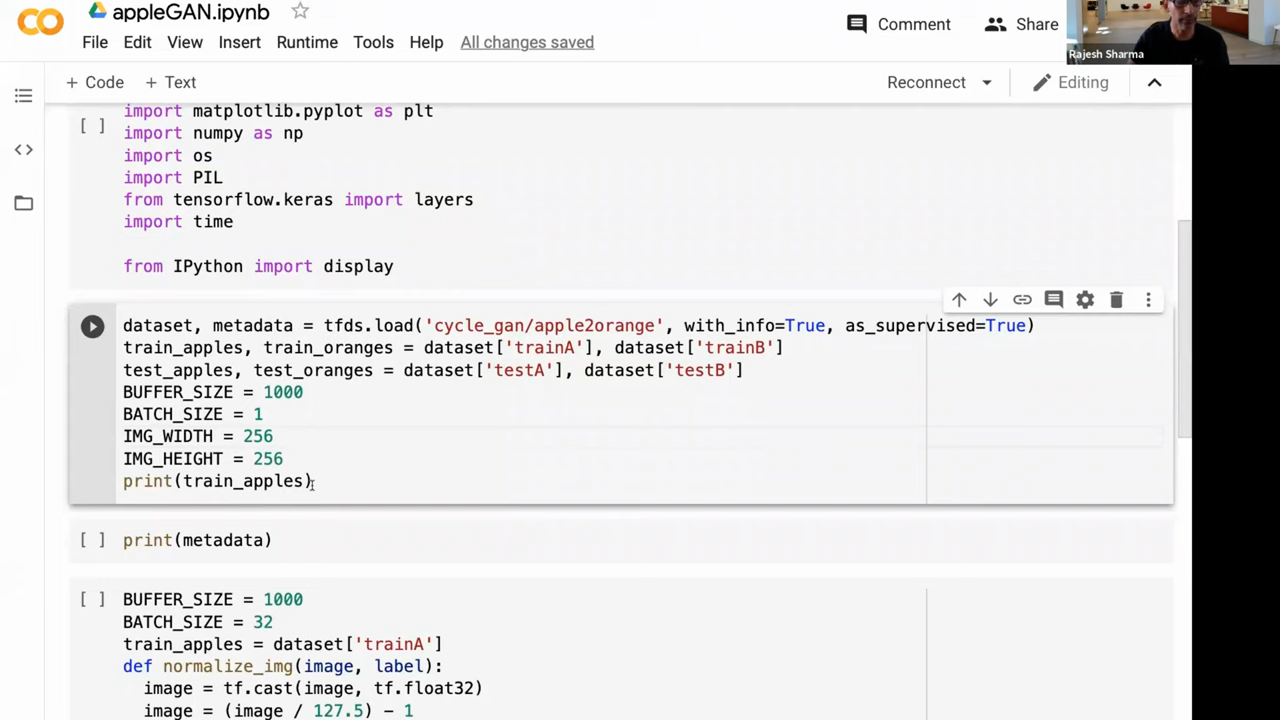 appleGAN.ipynb
Comment
Share
Rajesh Sharma
File Edit View Insert Runtime Tools Help All changes saved
+ Code + Text
Reconnect
Editing
import matplotlib.pyplot as plt
[ ]
import numpy as np
import os
import PIL
from tensorflow.keras import layers
import time
from IPython import display
dataset, metadata = tfds.load('cycle_gan/apple2orange', with_info=True, as_supervised=True)
train_apples, train_oranges = dataset['trainA'], dataset['trainB']
test_apples, test_oranges = dataset['testA'], dataset['testB']
BUFFER_SIZE = 1000
BATCH_SIZE = 1
IMG_WIDTH = 256
IMG_HEIGHT = 256
print(train_apples)
[ ] print(metadata)
[ ] BUFFER_SIZE = 1000
BATCH_SIZE = 32
train_apples = dataset['trainA']
def normalize_img(image, label):
image = tf.cast(image, tf.float32)
image = (image / 127.5) - 1